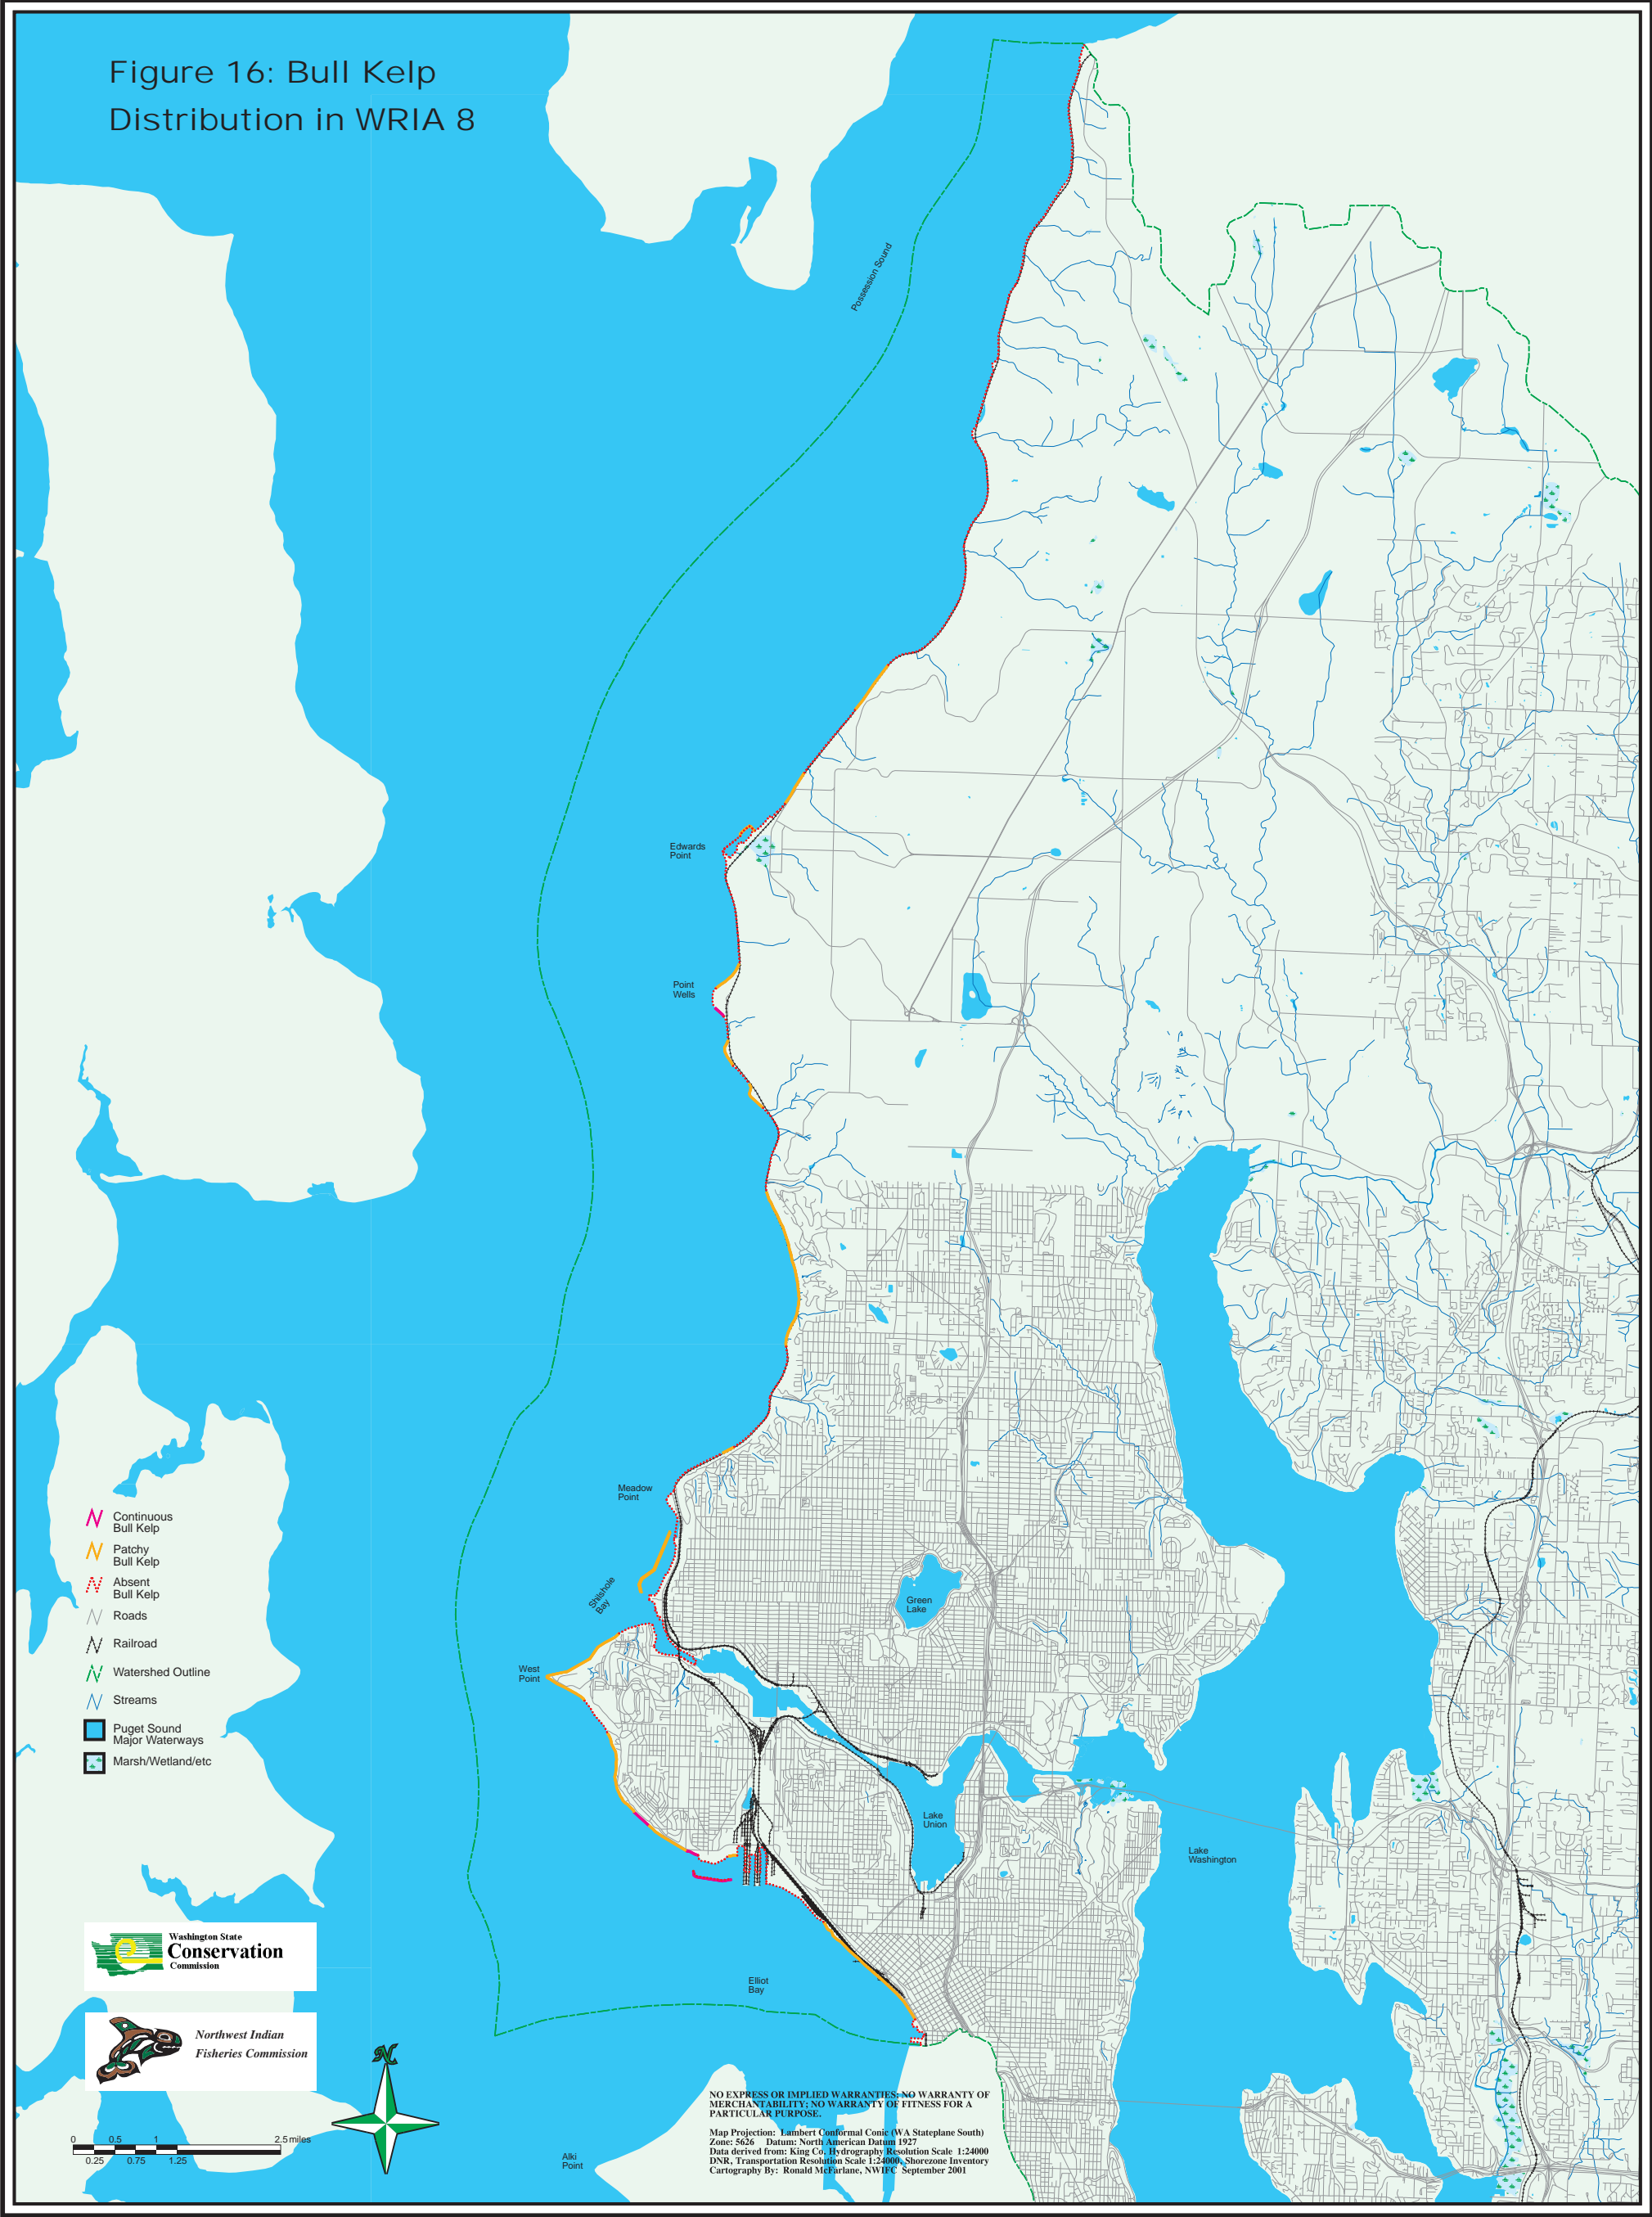 Figure 16: Bull Kelp
Distribution in WRIA 8
Possession Sound
Edwards
Point
Point
Wells
Meadow
Point
Shilshole
Bay
West
Point
Green
Lake
Lake
Union
Lake
Washington
Elliot
Bay
Alki
Point
Continuous
Bull Kelp
Patchy
Bull Kelp
Absent
Bull Kelp
Roads
Railroad
Watershed Outline
Streams
Puget Sound
Major Waterways
Marsh/Wetland/etc
Washington State
Conservation
Commission
Northwest Indian
Fisheries Commission
N
0 0.5 1 2.5 miles
0.25 0.75 1.25
NO EXPRESS OR IMPLIED WARRANTIES; NO WARRANTY OF
MERCHANTABILITY; NO WARRANTY OF FITNESS FOR A
PARTICULAR PURPOSE.
Map Projection: Lambert Conformal Conic (WA Stateplane South)
Zone: 5626 Datum: North American Datum 1927
Data derived from: King Co. Hydrography Resolution Scale 1:24000
DNR, Transportation Resolution Scale 1:24000, Shorezone Inventory
Cartography By: Ronald McFarlane, NWIFC September 2001